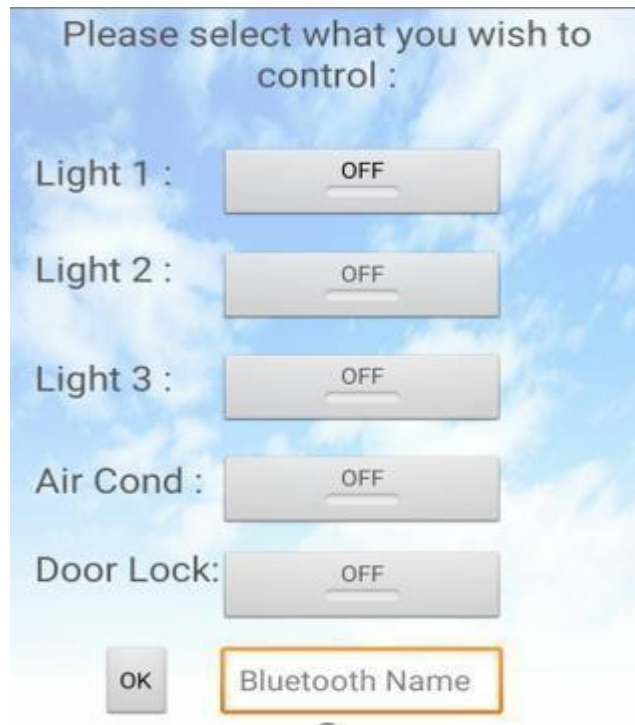 Please select what you wish to
control :
Light 1 : OFF
Light 2 : OFF
Light 3 : OFF
Air Cond : OFF
Door Lock: OFF
OK Bluetooth Name